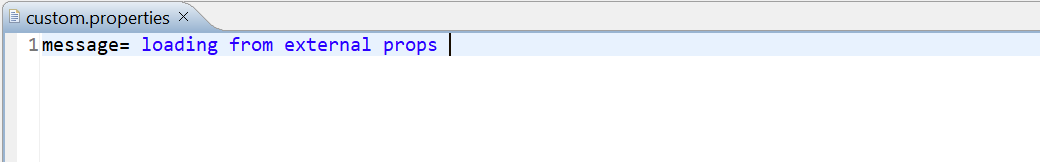 custom.properties
1 message= loading from external props